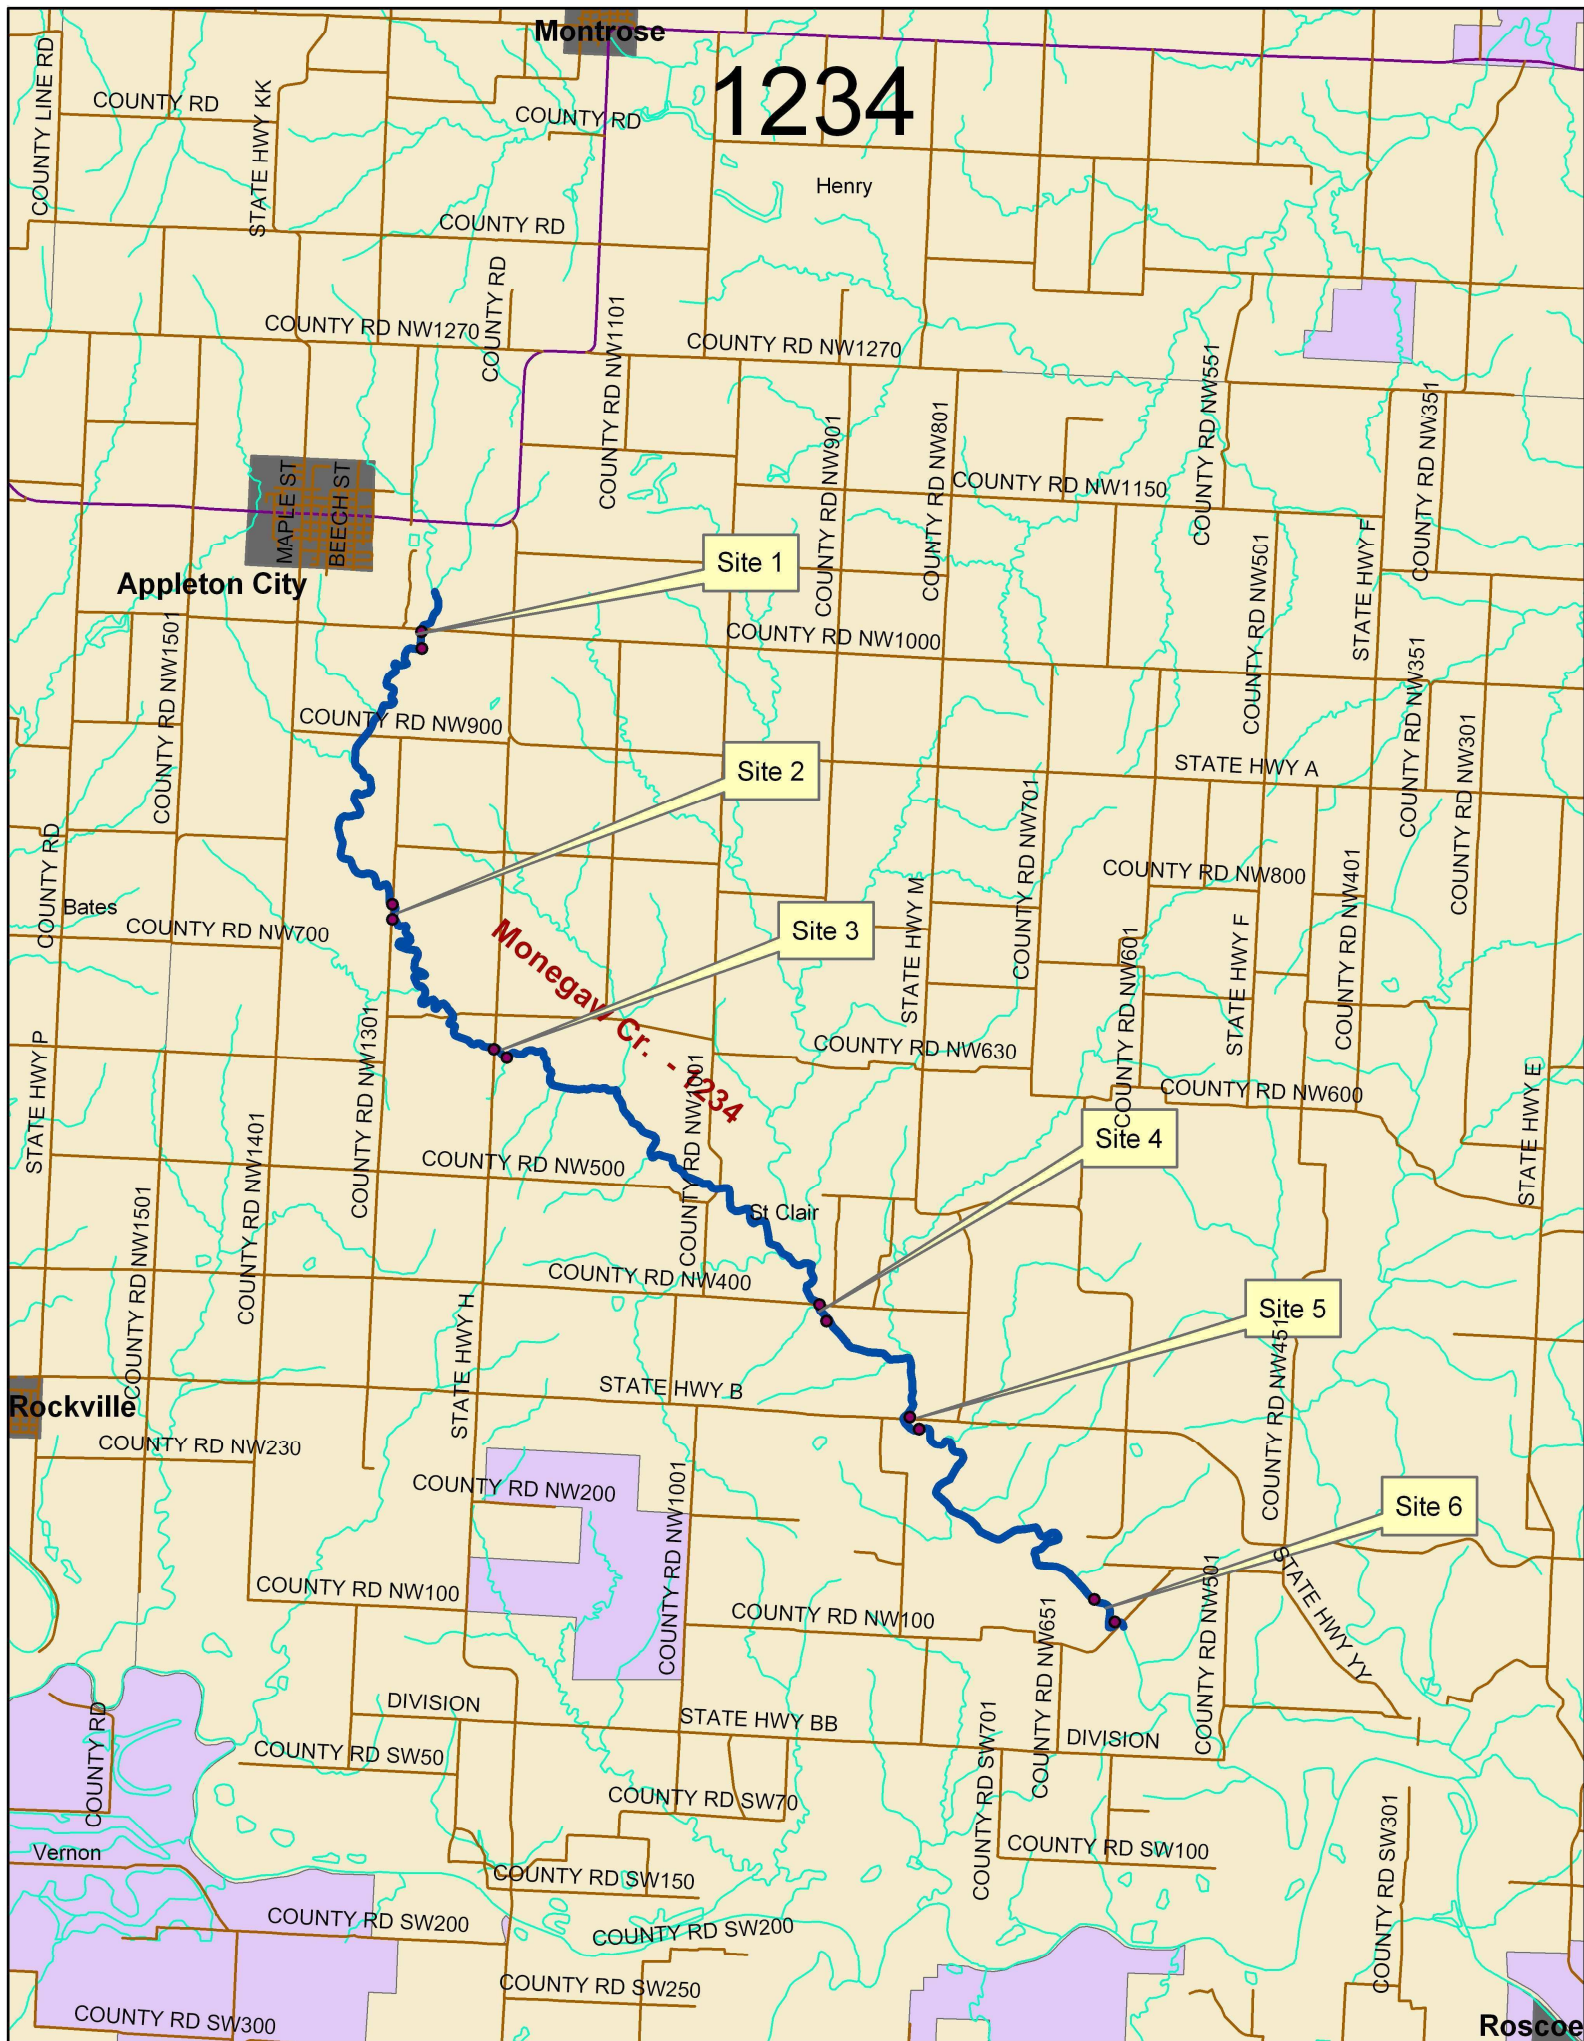 Montrose
1234
COUNTY LINE RD
COUNTY RD
STATE HWY KK
COUNTY RD
Henry
COUNTY RD
COUNTY RD
COUNTY RD NW1270
COUNTY RD NW1101
COUNTY RD NW1270
COUNTY RD NW551
COUNTY RD NW351
COUNTY RD NW901
COUNTY RD NW801
COUNTY RD NW1150
MAPLE ST
BEECH ST
Appleton City
Site 1
COUNTY RD NW501
STATE HWY F
COUNTY RD NW1501
COUNTY RD NW1000
COUNTY RD NW351
COUNTY RD NW301
COUNTY RD NW900
Site 2
STATE HWY A
COUNTY RD NW701
COUNTY RD
Bates
COUNTY RD NW700
COUNTY RD NW800
COUNTY RD NW401
STATE HWY M
Site 3
Monegaw Cr. - 1234
COUNTY RD NW601
STATE HWY F
STATE HWY P
COUNTY RD NW1301
COUNTY RD NW630
COUNTY RD NW600
STATE HWY E
COUNTY RD NW1401
COUNTY RD NW500
Site 4
St Clair
COUNTY RD NW1501
COUNTY RD NW400
STATE HWY H
Site 5
COUNTY RD NW451
Rockville
STATE HWY B
COUNTY RD NW230
COUNTY RD NW200
COUNTY RD NW1001
Site 6
COUNTY RD NW100
COUNTY RD NW100
COUNTY RD NW651
COUNTY RD NW501
STATE HWY YY
DIVISION
STATE HWY BB
DIVISION
COUNTY RD
COUNTY RD SW50
COUNTY RD SW701
COUNTY RD SW70
COUNTY RD SW100
COUNTY RD SW301
Vernon
COUNTY RD SW150
COUNTY RD SW200
COUNTY RD SW200
COUNTY RD SW250
COUNTY RD SW300
Roscoe